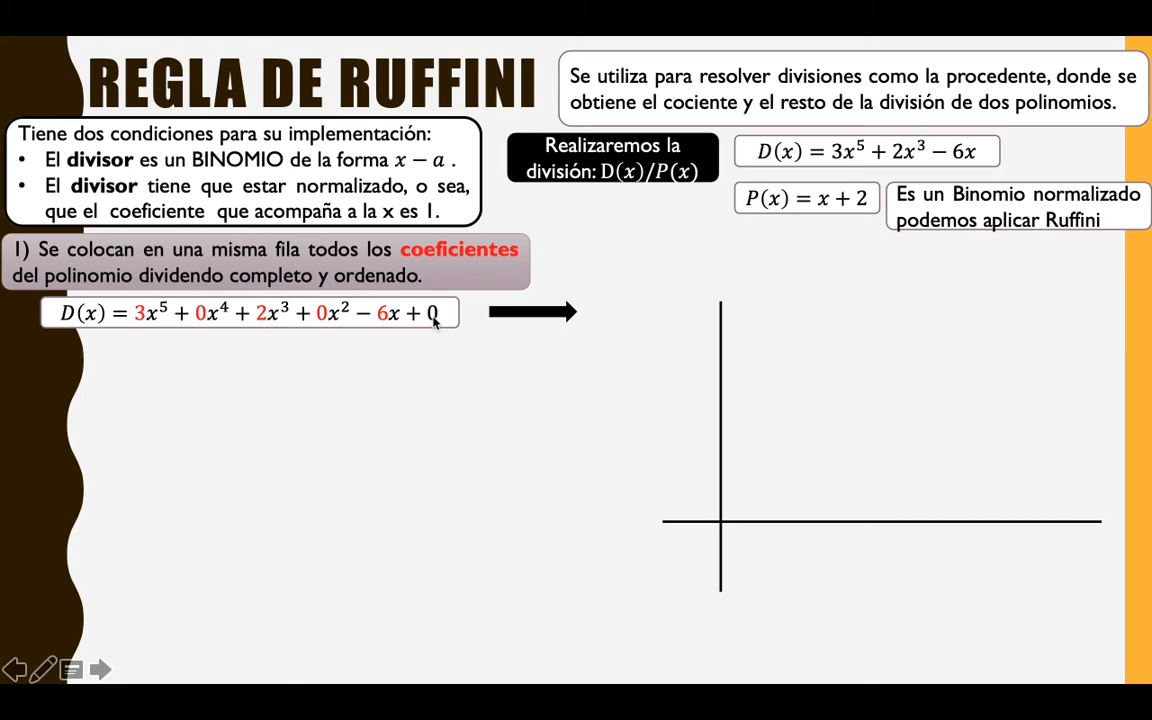 REGLA DE RUFFINI
Se utiliza para resolver divisiones como la procedente, donde se
obtiene el cociente y el resto de la división de dos polinomios.
Tiene dos condiciones para su implementación:
• El divisor es un BINOMIO de la forma x − a .
• El divisor tiene que estar normalizado, o sea,
que el coeficiente que acompaña a la x es 1.
Realizaremos la
división: D(x)/P(x)
D(x) = 3x⁵ + 2x³ − 6x
P(x) = x + 2
Es un Binomio normalizado
podemos aplicar Ruffini
1) Se colocan en una misma fila todos los coeficientes
del polinomio dividendo completo y ordenado.
D(x) = 3x⁵ + 0x⁴ + 2x³ + 0x² − 6x + 0